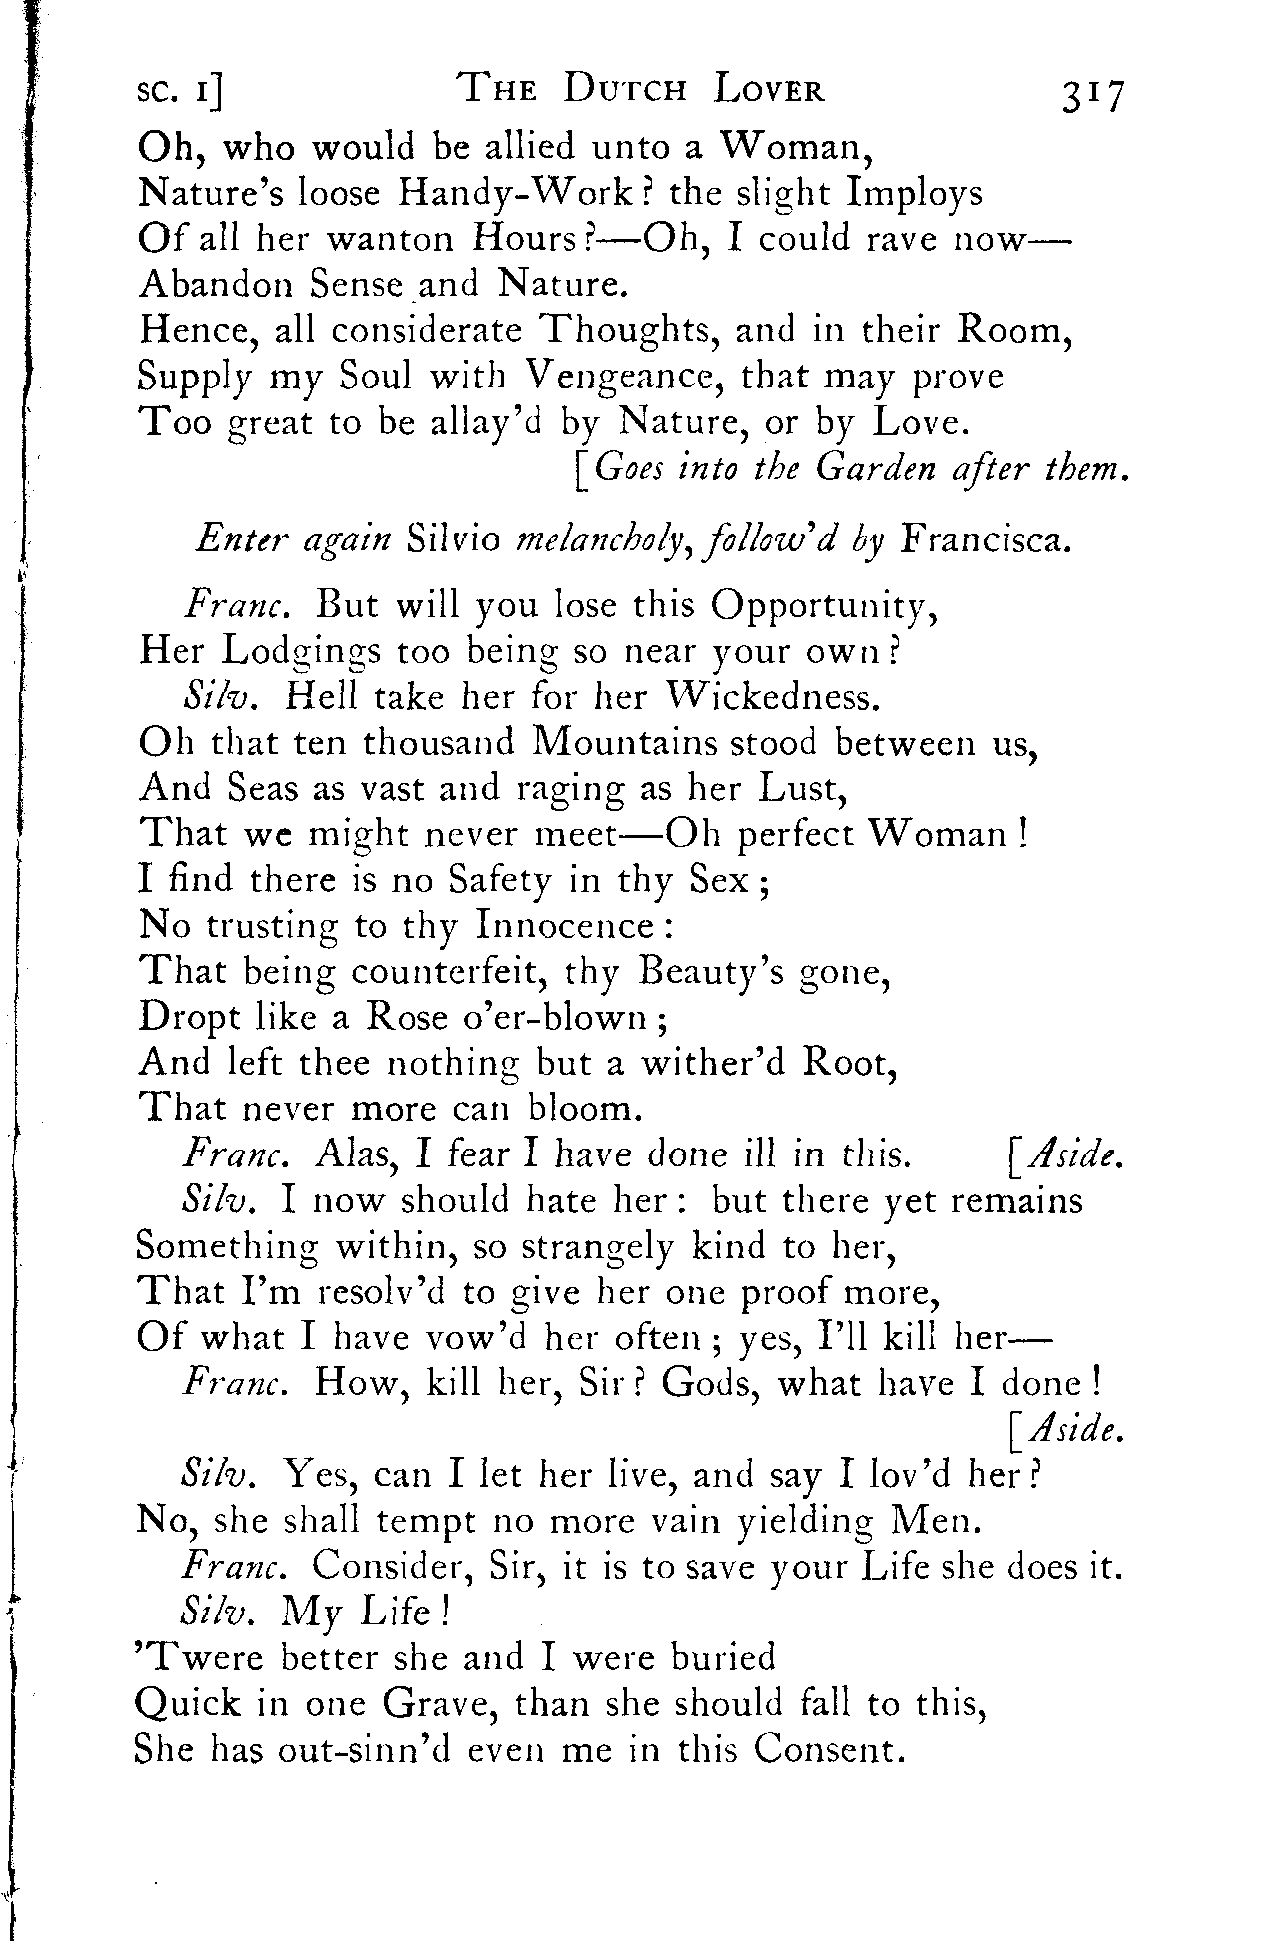 SC. I] THE DUTCH LOVER 317
Oh, who would be allied unto a Woman,
Nature's loose Handy-Work? the slight Imploys
Of all her wanton Hours?—Oh, I could rave now—
Abandon Sense and Nature.
Hence, all considerate Thoughts, and in their Room,
Supply my Soul with Vengeance, that may prove
Too great to be allay'd by Nature, or by Love.
[Goes into the Garden after them.
Enter again Silvio melancholy, follow'd by Francisca.
Franc. But will you lose this Opportunity,
Her Lodgings too being so near your own?
Silv. Hell take her for her Wickedness.
Oh that ten thousand Mountains stood between us,
And Seas as vast and raging as her Lust,
That we might never meet—Oh perfect Woman!
I find there is no Safety in thy Sex;
No trusting to thy Innocence:
That being counterfeit, thy Beauty's gone,
Dropt like a Rose o'er-blown;
And left thee nothing but a wither'd Root,
That never more can bloom.
Franc. Alas, I fear I have done ill in this. [Aside.
Silv. I now should hate her: but there yet remains
Something within, so strangely kind to her,
That I'm resolv'd to give her one proof more,
Of what I have vow'd her often; yes, I'll kill her—
Franc. How, kill her, Sir? Gods, what have I done!
[Aside.
Silv. Yes, can I let her live, and say I lov'd her?
No, she shall tempt no more vain yielding Men.
Franc. Consider, Sir, it is to save your Life she does it.
Silv. My Life!
'Twere better she and I were buried
Quick in one Grave, than she should fall to this,
She has out-sinn'd even me in this Consent.